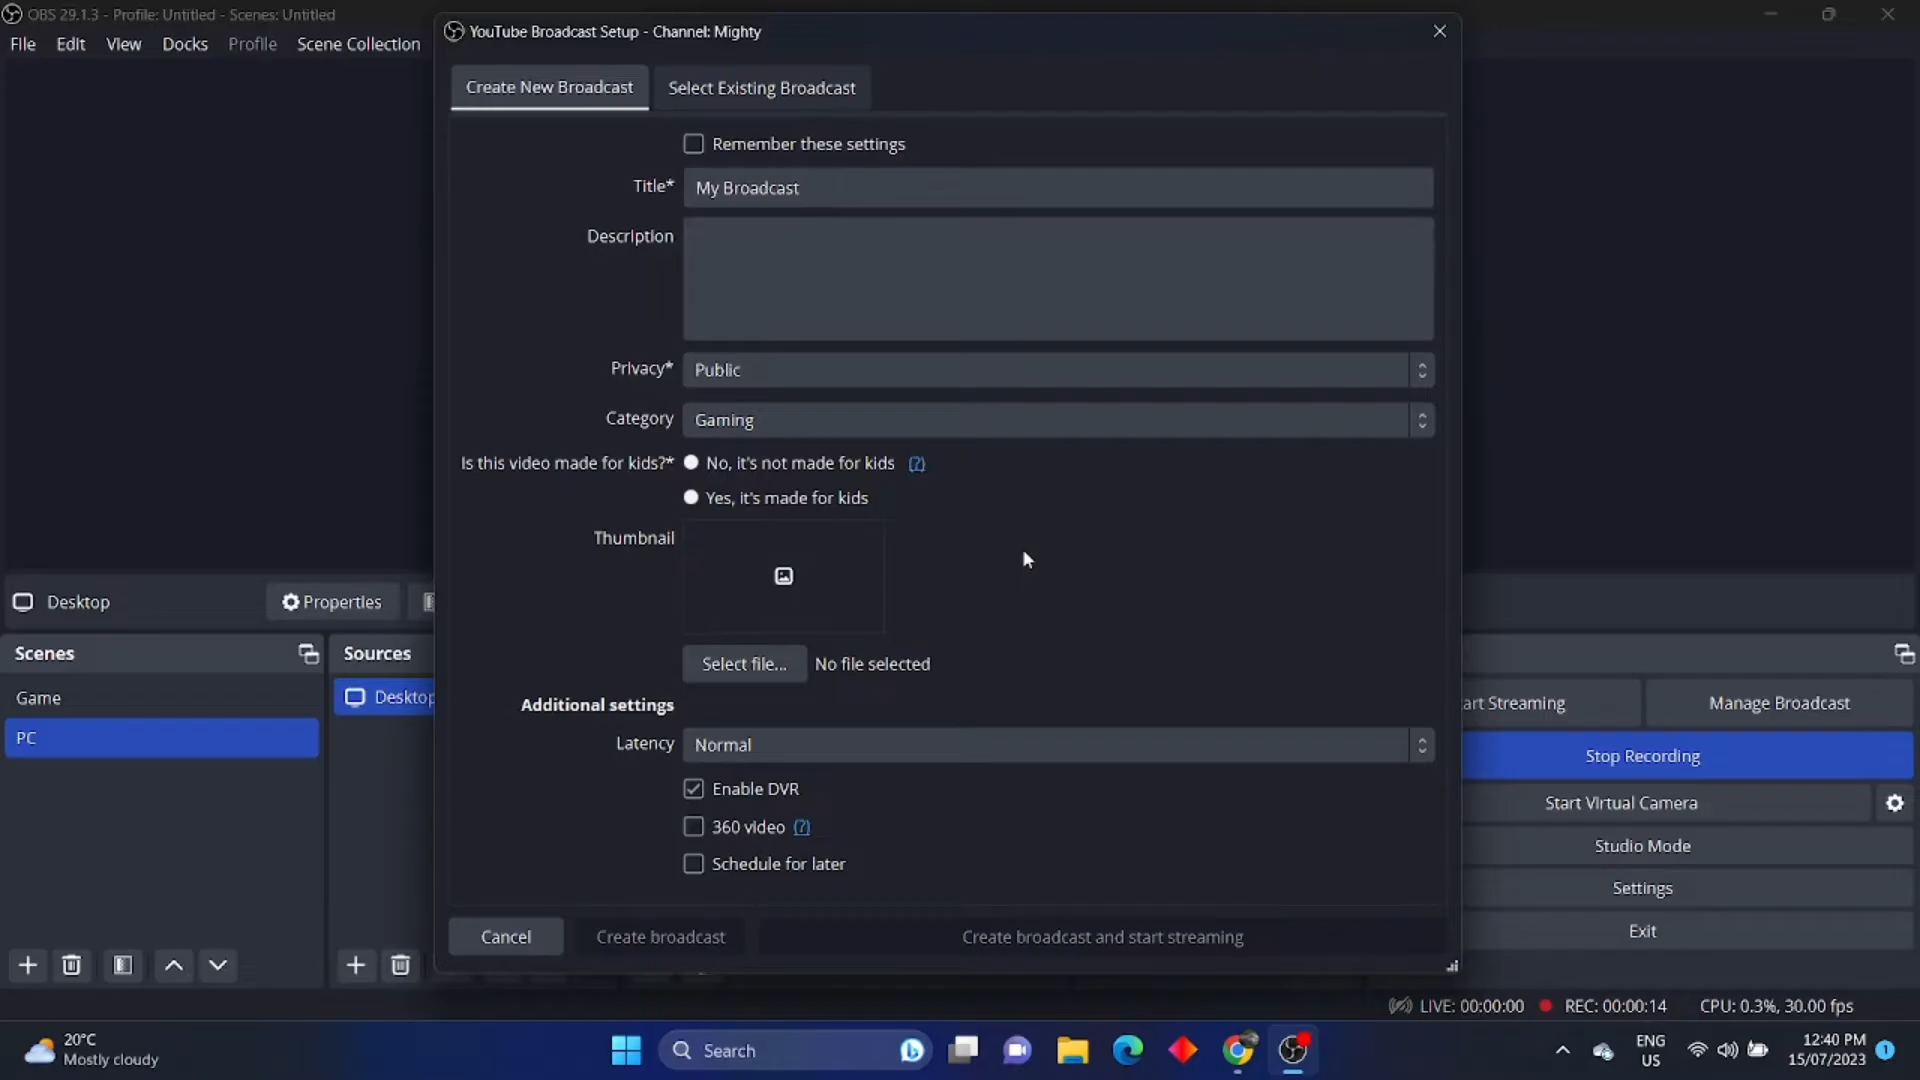 OBS 29.1.3 - Profile: Untitled - Scenes: Untitled
File Edit View Docks Profile Scene Collection
YouTube Broadcast Setup - Channel: Mighty
Create New Broadcast Select Existing Broadcast
Remember these settings
Title* My Broadcast
Description
Privacy* Public
Category Gaming
Is this video made for kids?* No, it's not made for kids (?)
Yes, it's made for kids
Thumbnail
Select file... No file selected
Additional settings
Latency Normal
Enable DVR
360 video (?)
Schedule for later
Cancel Create broadcast Create broadcast and start streaming
Desktop Properties
Scenes Sources
Game
PC
Desktop
art Streaming Manage Broadcast
Stop Recording
Start Virtual Camera
Studio Mode
Settings
Exit
LIVE: 00:00:00 REC: 00:00:14 CPU: 0.3%, 30.00 fps
20°C
Mostly cloudy
Search
ENG
US
12:40 PM
15/07/2023
1